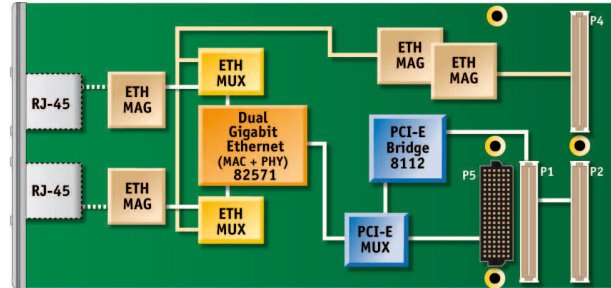 P4
ETH
MAG
ETH
MAG
ETH
MUX
RJ-45
ETH
MAG
Dual
Gigabit
Ethernet
(MAC + PHY)
82571
PCI-E
Bridge
8112
P5
P1
P2
RJ-45
ETH
MAG
ETH
MUX
PCI-E
MUX